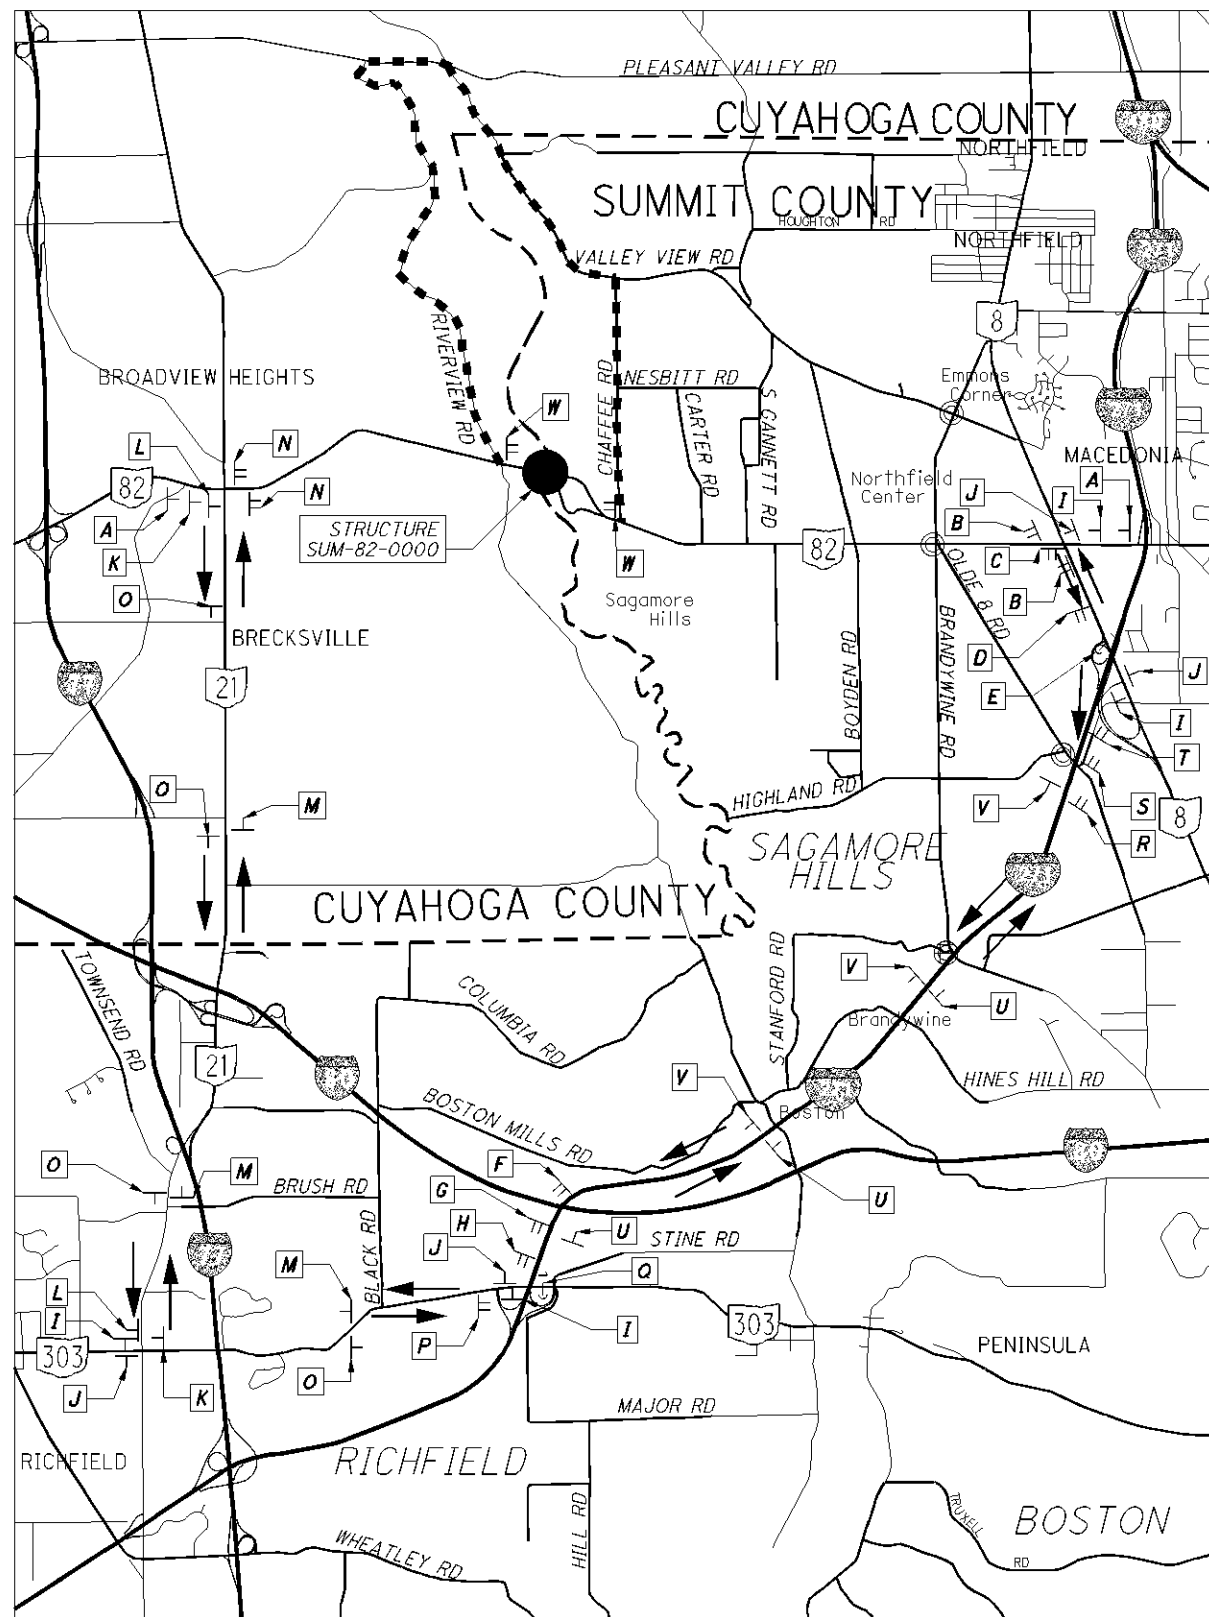 PLEASANT VALLEY RD
CUYAHOGA COUNTY
NORTHFIELD
SUMMIT COUNTY
HOUGHTON RD
NORTHFIELD
VALLEY VIEW RD
8
RIVERVIEW RD
BROADVIEW HEIGHTS
CHAFFEE RD
NESBITT RD
CARTER RD
S GANNETT RD
Emmons
Corner
W
L
N
MACEDONIA
82
Northfield
Center
J
I
A
N
A
B
K
STRUCTURE
SUM-82-0000
82
C
W
O
B
Sagamore
Hills
OLDE 8 RD
BRANDYWINE RD
BOYDEN RD
BRECKSVILLE
D
E
J
21
I
T
O
M
HIGHLAND RD
V
S
8
R
SAGAMORE
HILLS
CUYAHOGA COUNTY
TOWNSEND RD
COLUMBIA RD
STANFORD RD
V
U
Brandywine
21
V
HINES HILL RD
BOSTON MILLS RD
Boston
O
M
F
BRUSH RD
G
U
H
U
STINE RD
BLACK RD
M
J
Q
L
I
P
I
303
303
PENINSULA
O
J
K
MAJOR RD
RICHFIELD
RICHFIELD
HILL RD
TRUXELL
RD
BOSTON
WHEATLEY RD